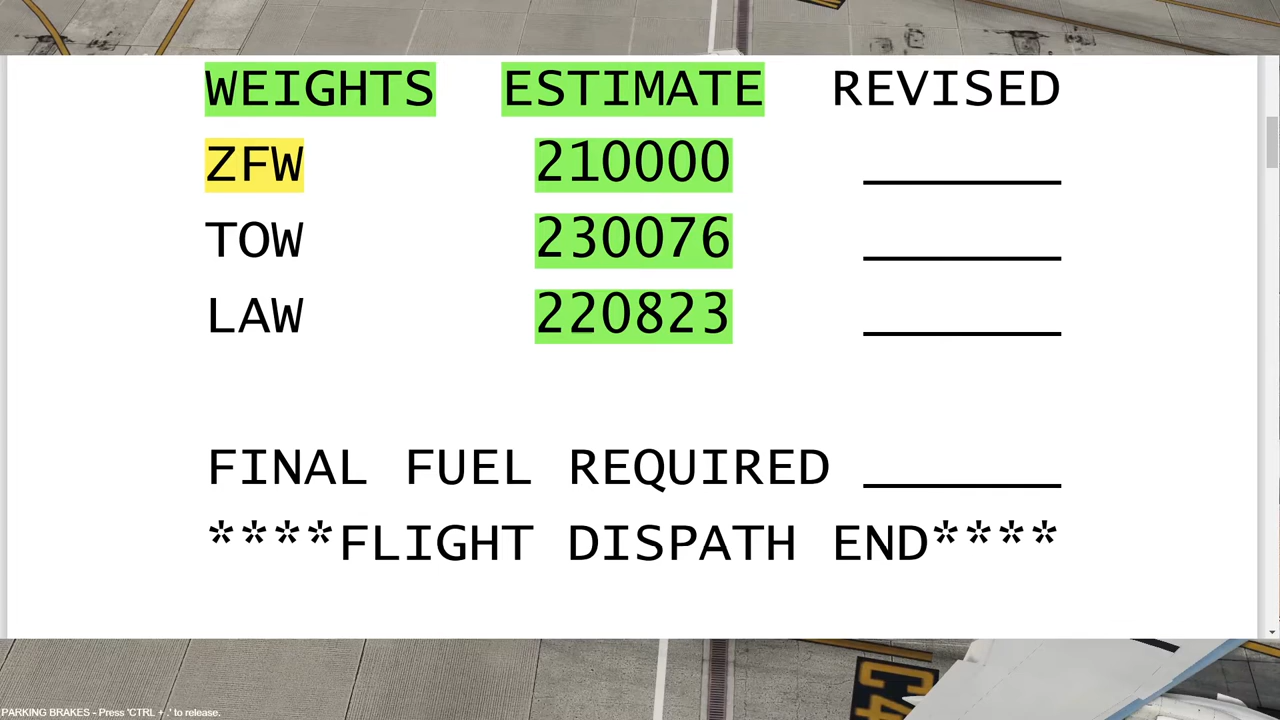 WEIGHTS ESTIMATE REVISED
ZFW 210000 ______
TOW 230076 ______
LAW 220823 ______
FINAL FUEL REQUIRED ______
****FLIGHT DISPATH END****
C4
PARKING BRAKES - Press 'CTRL + .' to release.